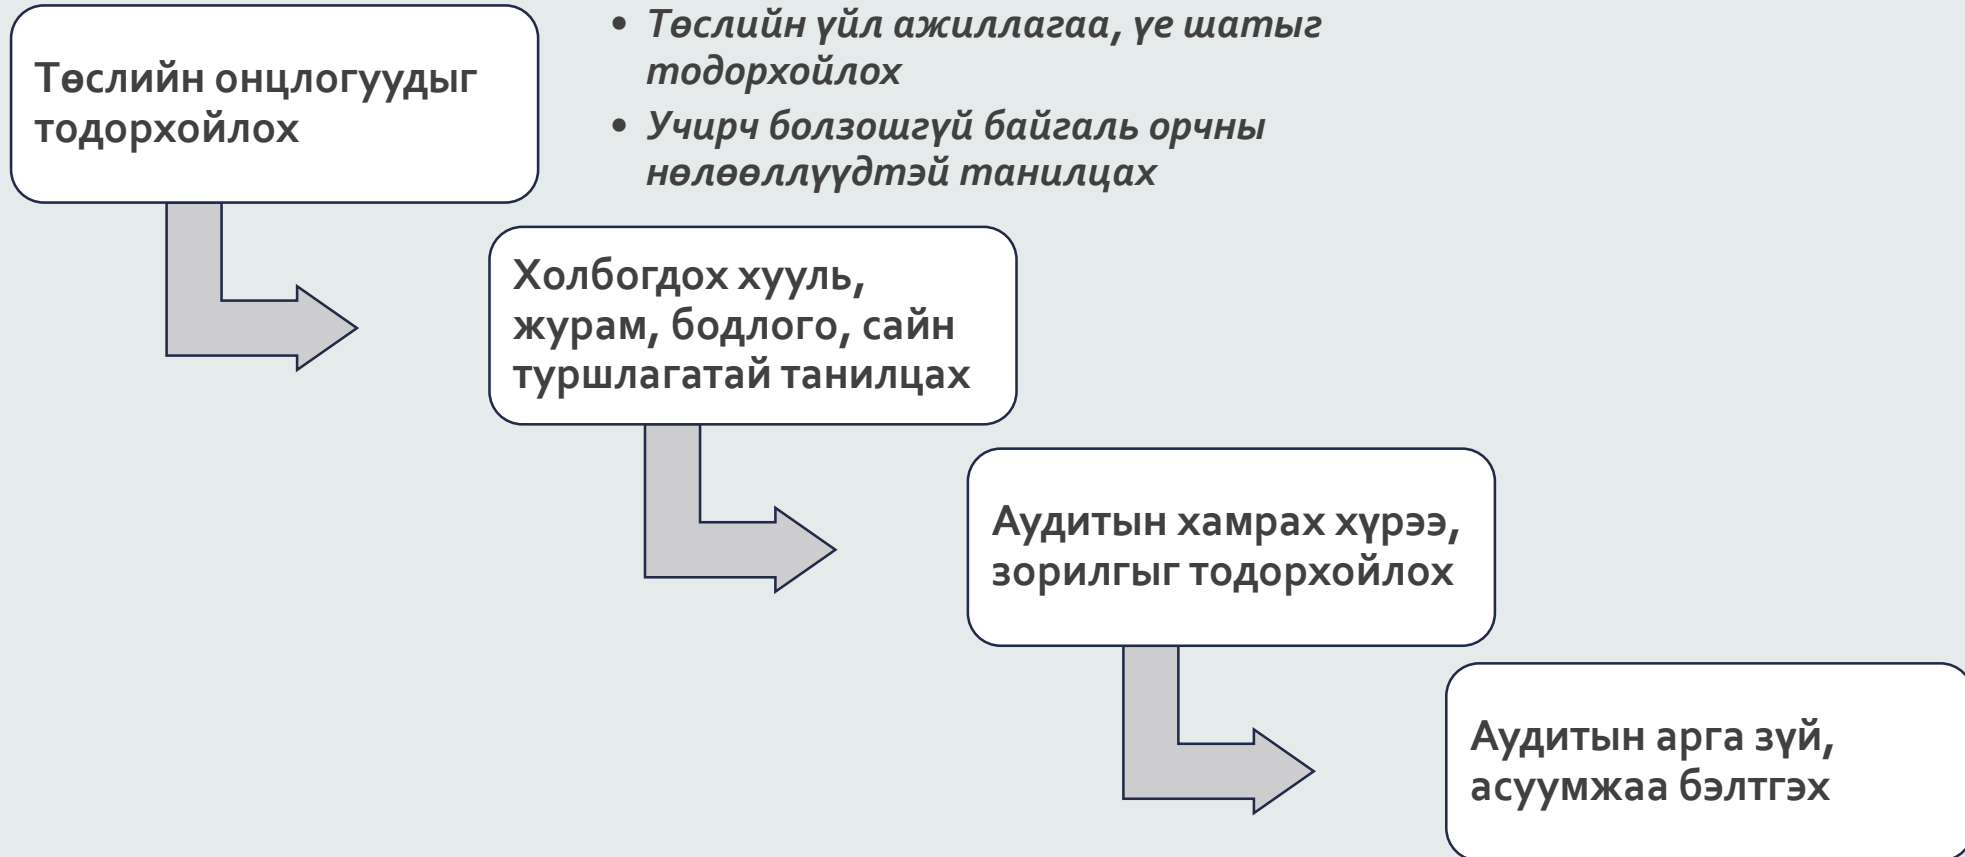 Төслийн онцлогуудыг
тодорхойлох
• Төслийн үйл ажиллагаа, үе шатыг
тодорхойлох
• Учирч болзошгүй байгаль орчны
нөлөөллүүдтэй танилцах
Холбогдох хууль,
журам, бодлого, сайн
туршлагатай танилцах
Аудитын хамрах хүрээ,
зорилгыг тодорхойлох
Аудитын арга зүй,
асуумжаа бэлтгэх